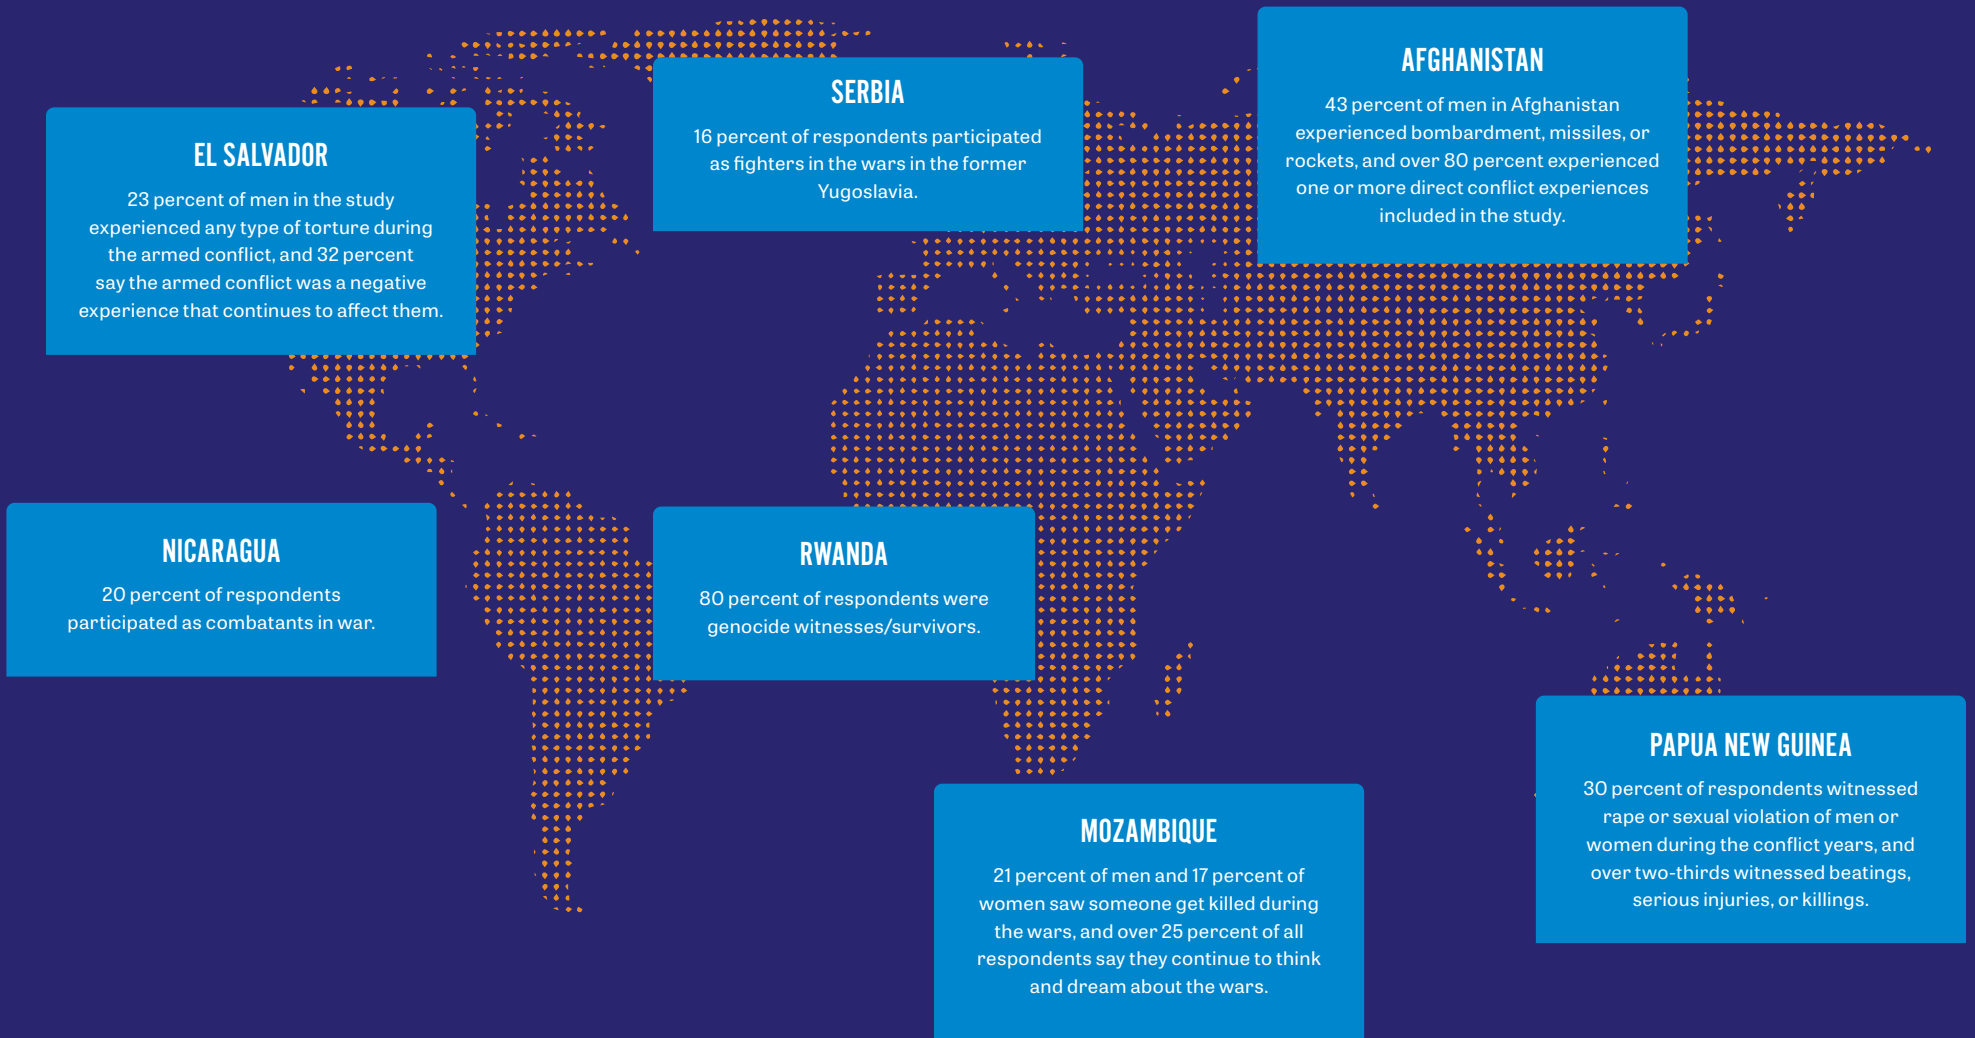 EL SALVADOR
23 percent of men in the study
experienced any type of torture during
the armed conflict, and 32 percent
say the armed conflict was a negative
experience that continues to affect them.
SERBIA
16 percent of respondents participated
as fighters in the wars in the former
Yugoslavia.
AFGHANISTAN
43 percent of men in Afghanistan
experienced bombardment, missiles, or
rockets, and over 80 percent experienced
one or more direct conflict experiences
included in the study.
NICARAGUA
20 percent of respondents
participated as combatants in war.
RWANDA
80 percent of respondents were
genocide witnesses/survivors.
MOZAMBIQUE
21 percent of men and 17 percent of
women saw someone get killed during
the wars, and over 25 percent of all
respondents say they continue to think
and dream about the wars.
PAPUA NEW GUINEA
30 percent of respondents witnessed
rape or sexual violation of men or
women during the conflict years, and
over two-thirds witnessed beatings,
serious injuries, or killings.